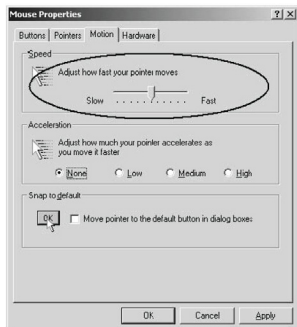 Mouse Properties
Buttons Pointers Motion Hardware
Speed
Adjust how fast your pointer moves
Slow Fast
Acceleration
Adjust how much your pointer accelerates as
you move it faster
None Low Medium High
Snap to default
OK Move pointer to the default button in dialog boxes
OK Cancel Apply